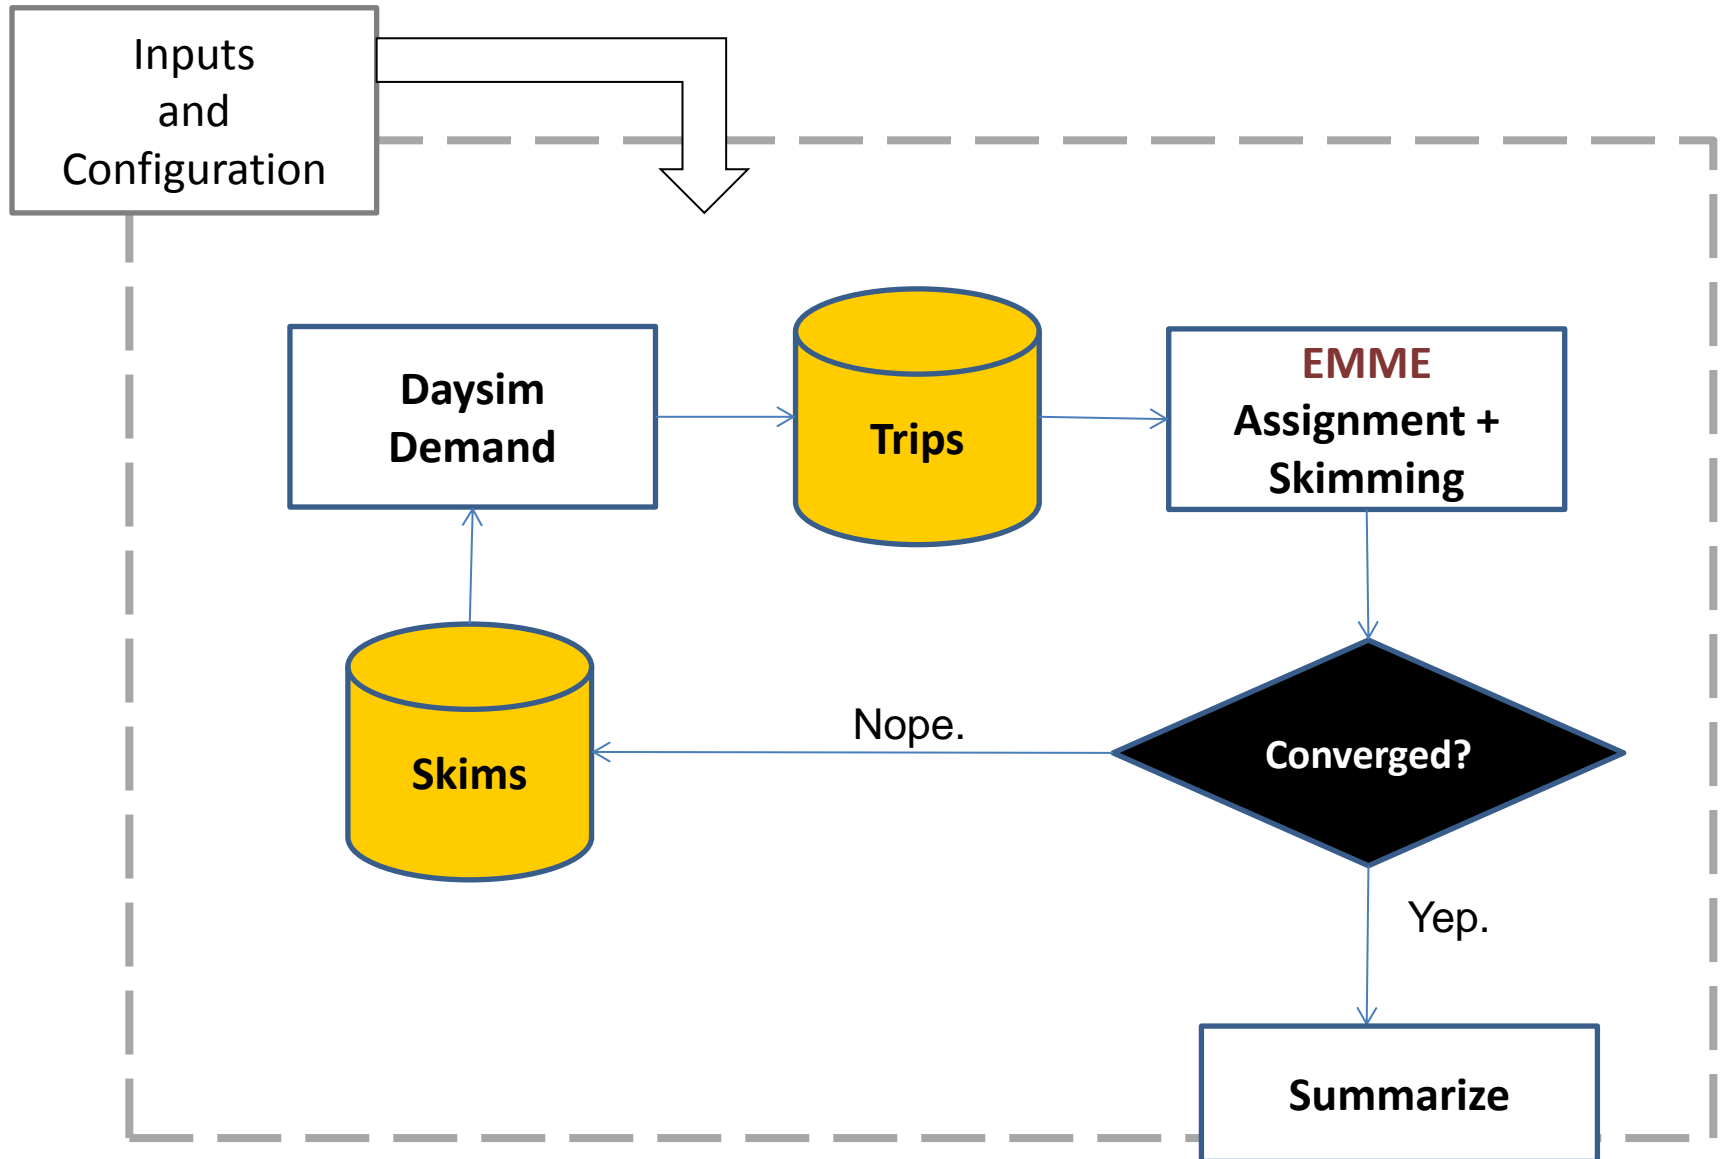 Inputs
and
Configuration
Daysim
Demand
Trips
EMME
Assignment +
Skimming
Skims
Nope.
Converged?
Yep.
Summarize